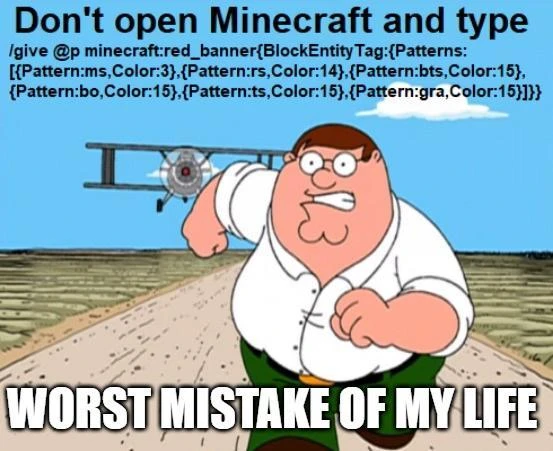 Don't open Minecraft and type
/give @p minecraft:red_banner{BlockEntityTag:{Patterns:
[{Pattern:ms,Color:3},{Pattern:rs,Color:14},{Pattern:bts,Color:15},
{Pattern:bo,Color:15},{Pattern:ts,Color:15},{Pattern:gra,Color:15}]}}
WORST MISTAKE OF MY LIFE